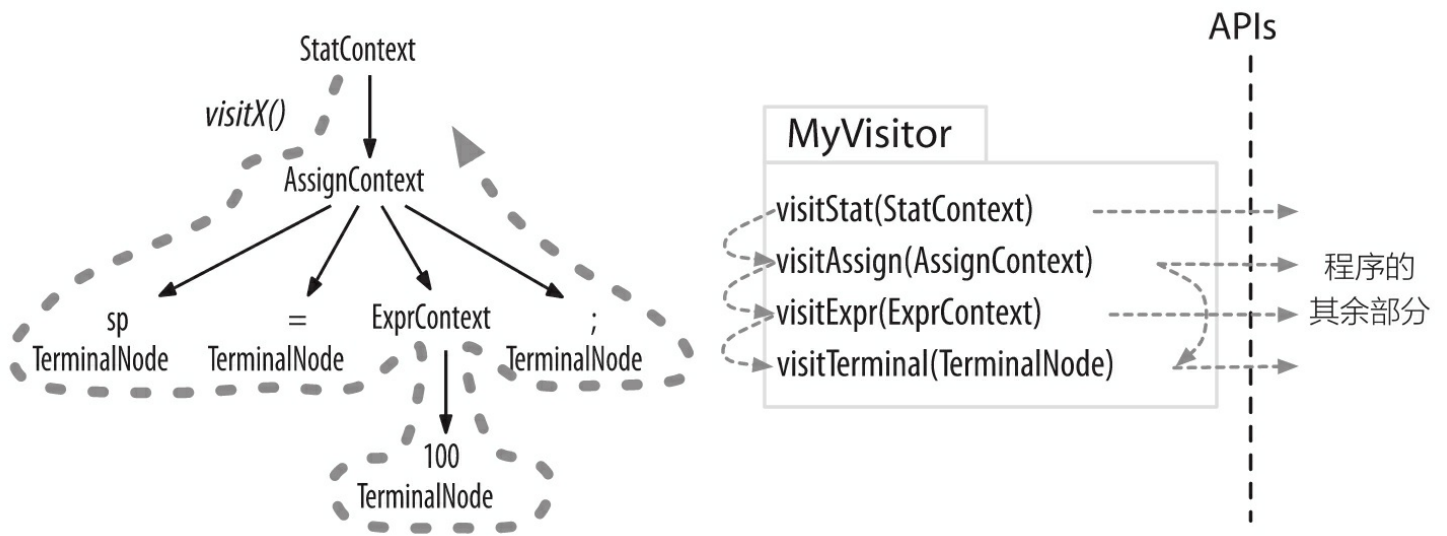 StatContext
visitX()
AssignContext
sp
TerminalNode
=
TerminalNode
ExprContext
;
TerminalNode
100
TerminalNode
APIs
MyVisitor
visitStat(StatContext)
visitAssign(AssignContext)
visitExpr(ExprContext)
visitTerminal(TerminalNode)
程序的
其余部分